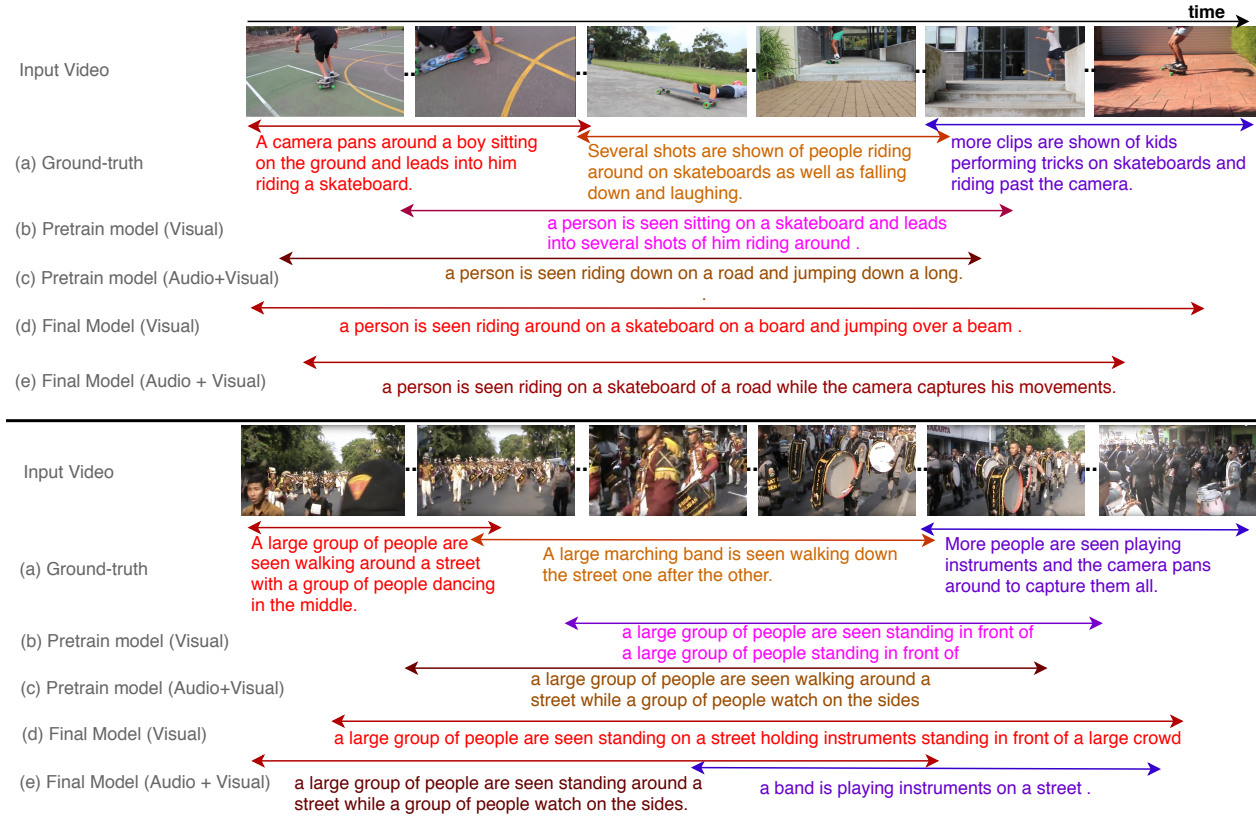 time
Input Video
(a) Ground-truth
A camera pans around a boy sitting
on the ground and leads into him
riding a skateboard.
Several shots are shown of people riding
around on skateboards as well as falling
down and laughing.
more clips are shown of kids
performing tricks on skateboards and
riding past the camera.
(b) Pretrain model (Visual)
a person is seen sitting on a skateboard and leads
into several shots of him riding around .
(c) Pretrain model (Audio+Visual)
a person is seen riding down on a road and jumping down a long.
.
(d) Final Model (Visual)
a person is seen riding around on a skateboard on a board and jumping over a beam .
(e) Final Model (Audio + Visual)
a person is seen riding on a skateboard of a road while the camera captures his movements.
Input Video
(a) Ground-truth
A large group of people are
seen walking around a street
with a group of people dancing
in the middle.
A large marching band is seen walking down
the street one after the other.
More people are seen playing
instruments and the camera pans
around to capture them all.
(b) Pretrain model (Visual)
a large group of people are seen standing in front of
a large group of people standing in front of
(c) Pretrain model (Audio+Visual)
a large group of people are seen walking around a
street while a group of people watch on the sides
(d) Final Model (Visual)
a large group of people are seen standing on a street holding instruments standing in front of a large crowd
(e) Final Model (Audio + Visual)
a large group of people are seen standing around a
street while a group of people watch on the sides.
a band is playing instruments on a street .